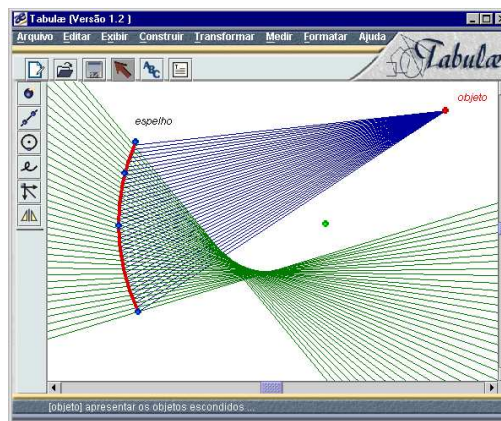 Tabulæ (Versão 1.2 )
Arquivo Editar Exibir Construir Transformar Medir Formatar Ajuda
Tabulæ
ABC
objeto
espelho
[objeto] apresentar os objetos escondidos ...